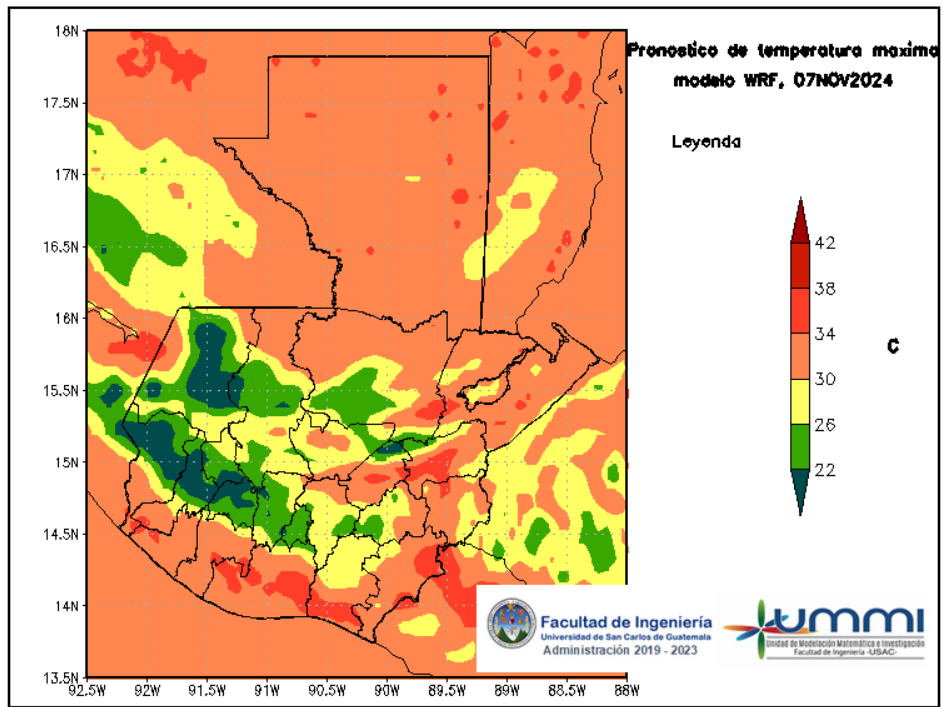 Pronostico de temperatura maxima
modelo WRF, 07NOV2024
Leyenda
18N
17.5N
17N
16.5N
16N
15.5N
15N
14.5N
14N
13.5N
92.5W 92W 91.5W 91W 90.5W 90W 89.5W 89W 88.5W 88W
42
38
34
30
26
22
C
Facultad de Ingeniería
Universidad de San Carlos de Guatemala
Administración 2019 - 2023
UMMI
Unidad de Modelación Matemática e Investigación
Facultad de Ingeniería -USAC-